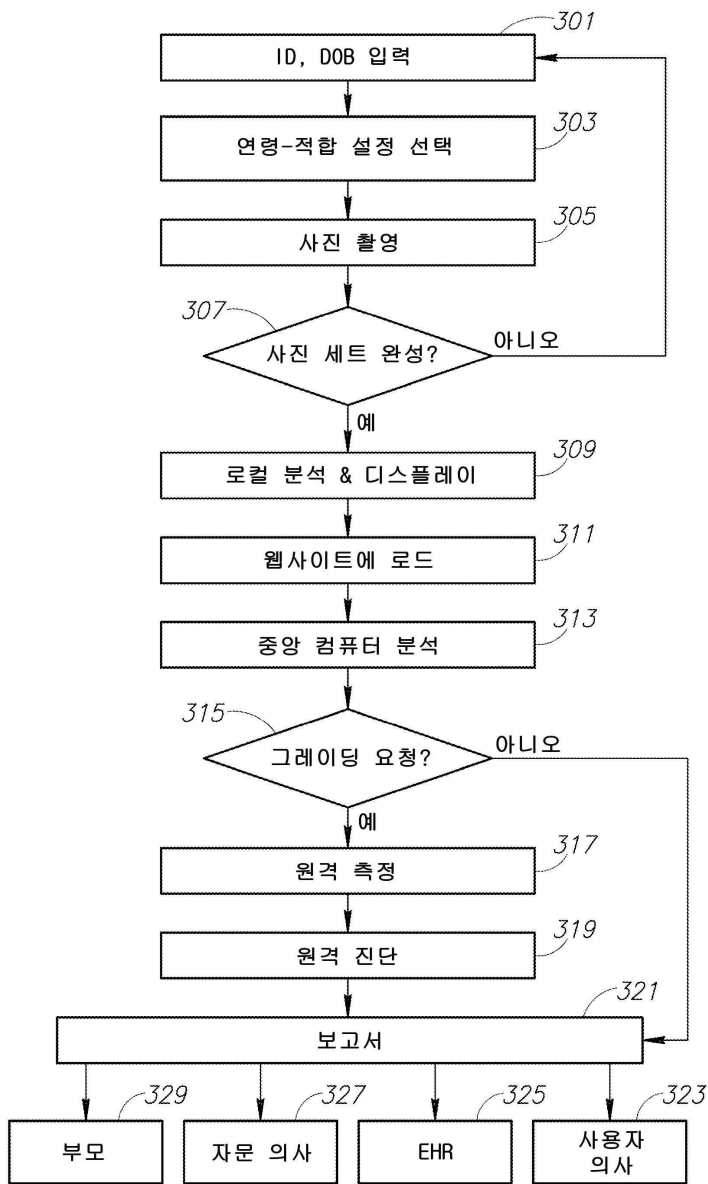 301
ID, DOB 입력
303
연령-적합 설정 선택
305
사진 촬영
307
사진 세트 완성?
아니오
예
309
로컬 분석 & 디스플레이
311
웹사이트에 로드
313
중앙 컴퓨터 분석
315
그레이딩 요청?
아니오
예
317
원격 측정
319
원격 진단
321
보고서
329
부모
327
자문 의사
325
EHR
323
사용자
의사